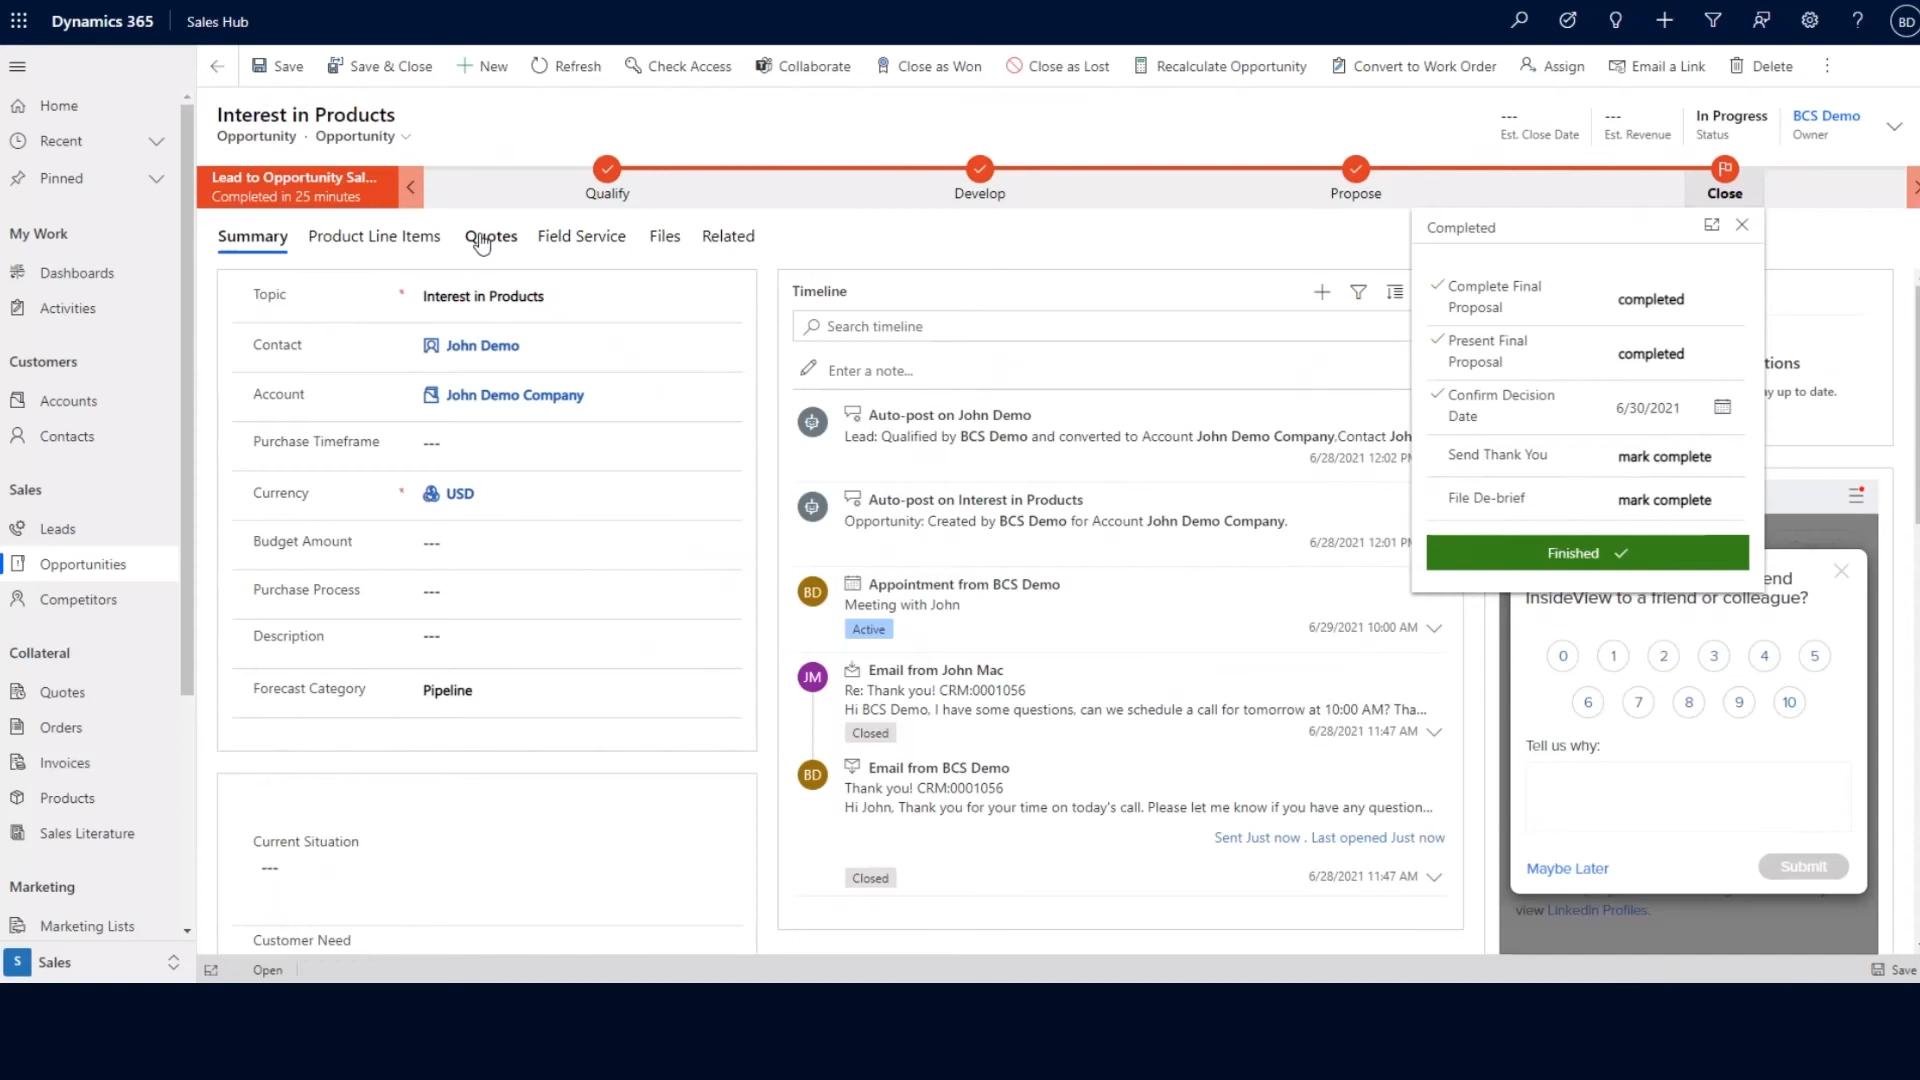 Dynamics 365
Sales Hub
BD
Save
Save & Close
New
Refresh
Check Access
Collaborate
Close as Won
Close as Lost
Recalculate Opportunity
Convert to Work Order
Assign
Email a Link
Delete
Home
Recent
Pinned
My Work
Dashboards
Activities
Customers
Accounts
Contacts
Sales
Leads
Opportunities
Competitors
Collateral
Quotes
Orders
Invoices
Products
Sales Literature
Marketing
Marketing Lists
S
Sales
Interest in Products
Opportunity · Opportunity
---
Est. Close Date
---
Est. Revenue
In Progress
Status
BCS Demo
Owner
Lead to Opportunity Sal...
Completed in 25 minutes
Qualify
Develop
Propose
Close
Summary
Product Line Items
Quotes
Field Service
Files
Related
Topic * Interest in Products
Contact John Demo
Account John Demo Company
Purchase Timeframe ---
Currency * USD
Budget Amount ---
Purchase Process ---
Description ---
Forecast Category Pipeline
Current Situation
---
Customer Need
Timeline
Search timeline
Enter a note...
Auto-post on John Demo
Lead: Qualified by BCS Demo and converted to Account John Demo Company.Contact Joh
6/28/2021 12:02 PM
Auto-post on Interest in Products
Opportunity: Created by BCS Demo for Account John Demo Company.
6/28/2021 12:01 PM
BD
Appointment from BCS Demo
Meeting with John
Active
6/29/2021 10:00 AM
JM
Email from John Mac
Re: Thank you! CRM:0001056
Hi BCS Demo, I have some questions, can we schedule a call for tomorrow at 10:00 AM? Tha...
Closed
6/28/2021 11:47 AM
BD
Email from BCS Demo
Thank you! CRM:0001056
Hi John, Thank you for your time on today's call. Please let me know if you have any question...
Sent Just now . Last opened Just now
Closed
6/28/2021 11:47 AM
Completed
Complete Final
Proposal
completed
Present Final
Proposal
completed
Confirm Decision
Date
6/30/2021
Send Thank You
mark complete
File De-brief
mark complete
Finished
tions
ay up to date.
end
InsideView to a friend or colleague?
0 1 2 3 4 5
6 7 8 9 10
Tell us why:
Maybe Later
Submit
view LinkedIn Profiles.
Open
Save